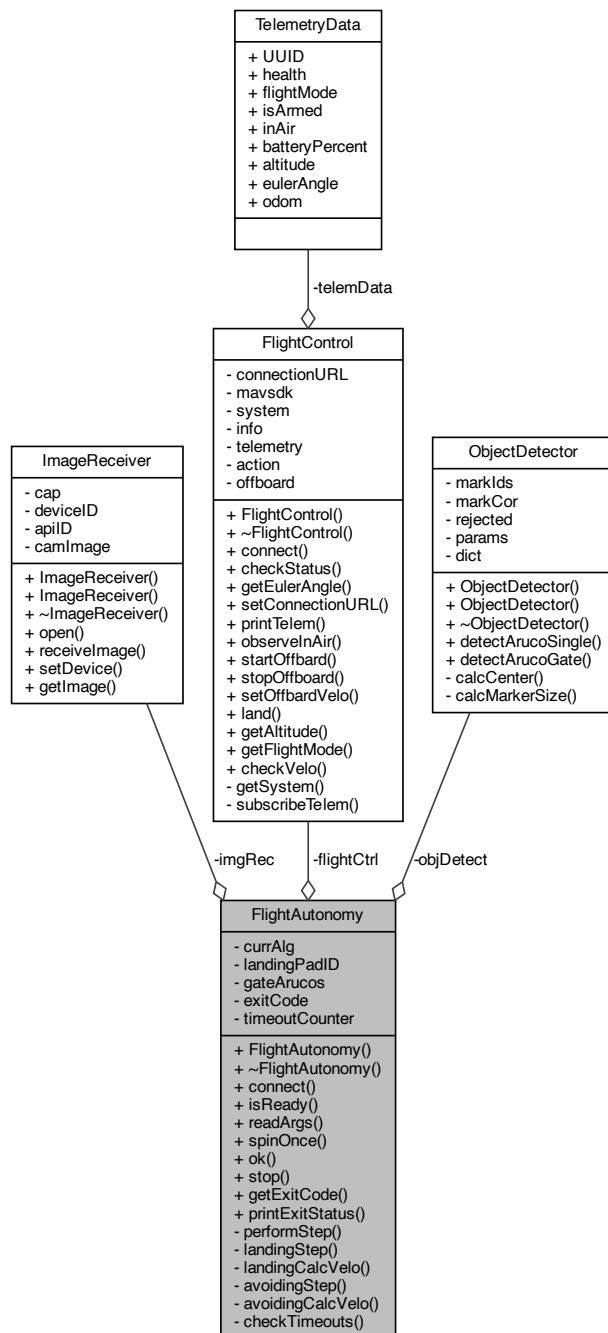 TelemetryData
+ UUID
+ health
+ flightMode
+ isArmed
+ inAir
+ batteryPercent
+ altitude
+ eulerAngle
+ odom
-telemData
FlightControl
- connectionURL
- mavsdk
- system
- info
- telemetry
- action
- offboard
+ FlightControl()
+ ~FlightControl()
+ connect()
+ checkStatus()
+ getEulerAngle()
+ setConnectionURL()
+ printTelem()
+ observeInAir()
+ startOffbard()
+ stopOffboard()
+ setOffbardVelo()
+ land()
+ getAltitude()
+ getFlightMode()
+ checkVelo()
- getSystem()
- subscribeTelem()
ImageReceiver
- cap
- deviceID
- apiID
- camImage
+ ImageReceiver()
+ ImageReceiver()
+ ~ImageReceiver()
+ open()
+ receiveImage()
+ setDevice()
+ getImage()
ObjectDetector
- markIds
- markCor
- rejected
- params
- dict
+ ObjectDetector()
+ ObjectDetector()
+ ~ObjectDetector()
+ detectArucoSingle()
+ detectArucoGate()
- calcCenter()
- calcMarkerSize()
-imgRec
-flightCtrl
-objDetect
FlightAutonomy
- currAlg
- landingPadID
- gateArucos
- exitCode
- timeoutCounter
+ FlightAutonomy()
+ ~FlightAutonomy()
+ connect()
+ isReady()
+ readArgs()
+ spinOnce()
+ ok()
+ stop()
+ getExitCode()
+ printExitStatus()
- performStep()
- landingStep()
- landingCalcVelo()
- avoidingStep()
- avoidingCalcVelo()
- checkTimeouts()